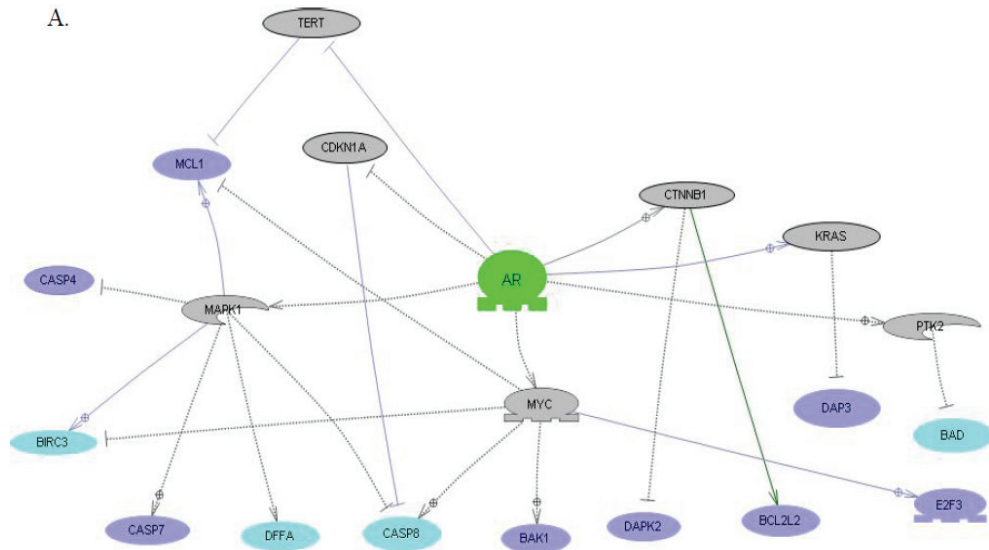 A.
TERT
CDKN1A
MCL1
CTNNB1
KRAS
CASP4
AR
MAPK1
PTK2
MYC
DAP3
BIRC3
BAD
E2F3
CASP7
DFFA
CASP8
BAK1
DAPK2
BCL2L2